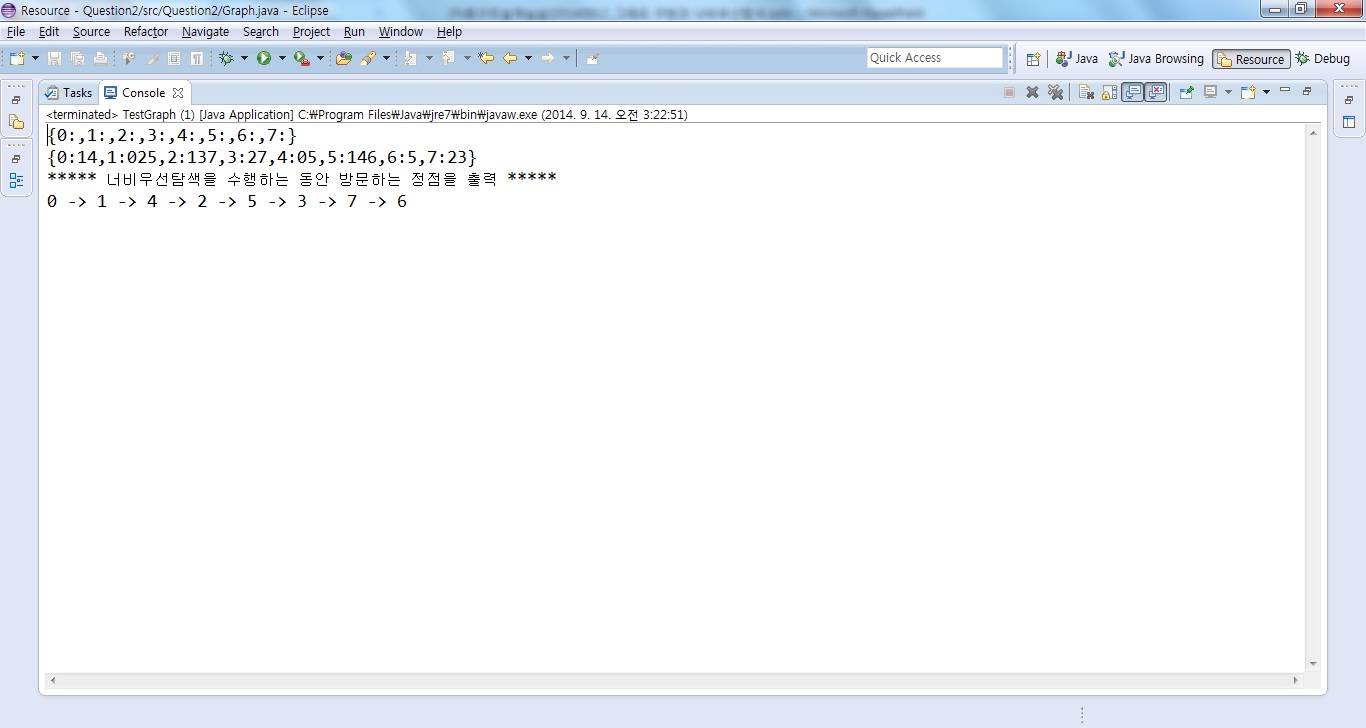 Resource - Question2/src/Question2/Graph.java - Eclipse
File Edit Source Refactor Navigate Search Project Run Window Help
Quick Access Java Java Browsing Resource Debug
Tasks Console
<terminated> TestGraph (1) [Java Application] C:₩Program Files₩Java₩jre7₩bin₩javaw.exe (2014. 9. 14. 오전 3:22:51)
{0:,1:,2:,3:,4:,5:,6:,7:}
{0:14,1:025,2:137,3:27,4:05,5:146,6:5,7:23}
***** 너비우선탐색을 수행하는 동안 방문하는 정점을 출력 *****
0 -> 1 -> 4 -> 2 -> 5 -> 3 -> 7 -> 6